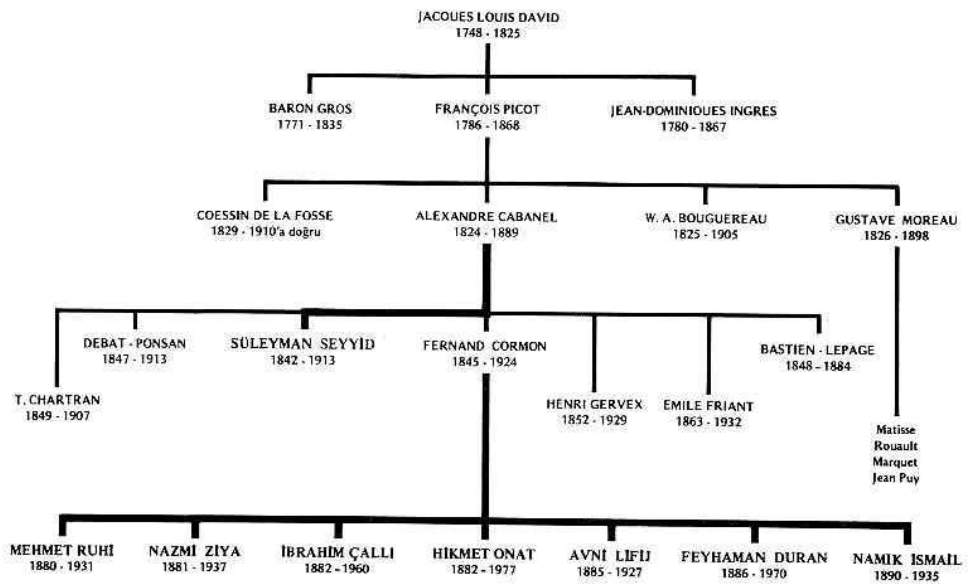 JACQUES LOUIS DAVID
1748 - 1825
BARON GROS
1771 - 1835
FRANÇOIS PICOT
1786 - 1868
JEAN-DOMINIQUES INGRES
1780 - 1867
COESSIN DE LA FOSSE
1829 - 1910'a doğru
ALEXANDRE CABANEL
1824 - 1889
W. A. BOUGUEREAU
1825 - 1905
GUSTAVE MOREAU
1826 - 1898
DEBAT - PONSAN
1847 - 1913
SÜLEYMAN SEYYİD
1842 - 1913
FERNAND CORMON
1845 - 1924
BASTIEN - LEPAGE
1848 - 1884
T. CHARTRAN
1849 - 1907
HENRI GERVEX
1852 - 1929
EMILE FRIANT
1863 - 1932
Matisse
Rouault
Marquet
Jean Puy
MEHMET RUHİ
1880 - 1931
NAZMİ ZİYA
1881 - 1937
İBRAHİM ÇALLI
1882 - 1960
HİKMET ONAT
1882 - 1977
AVNİ LİFİJ
1885 - 1927
FEYHAMAN DURAN
1886 - 1970
NAMIK İSMAİL
1890 - 1935